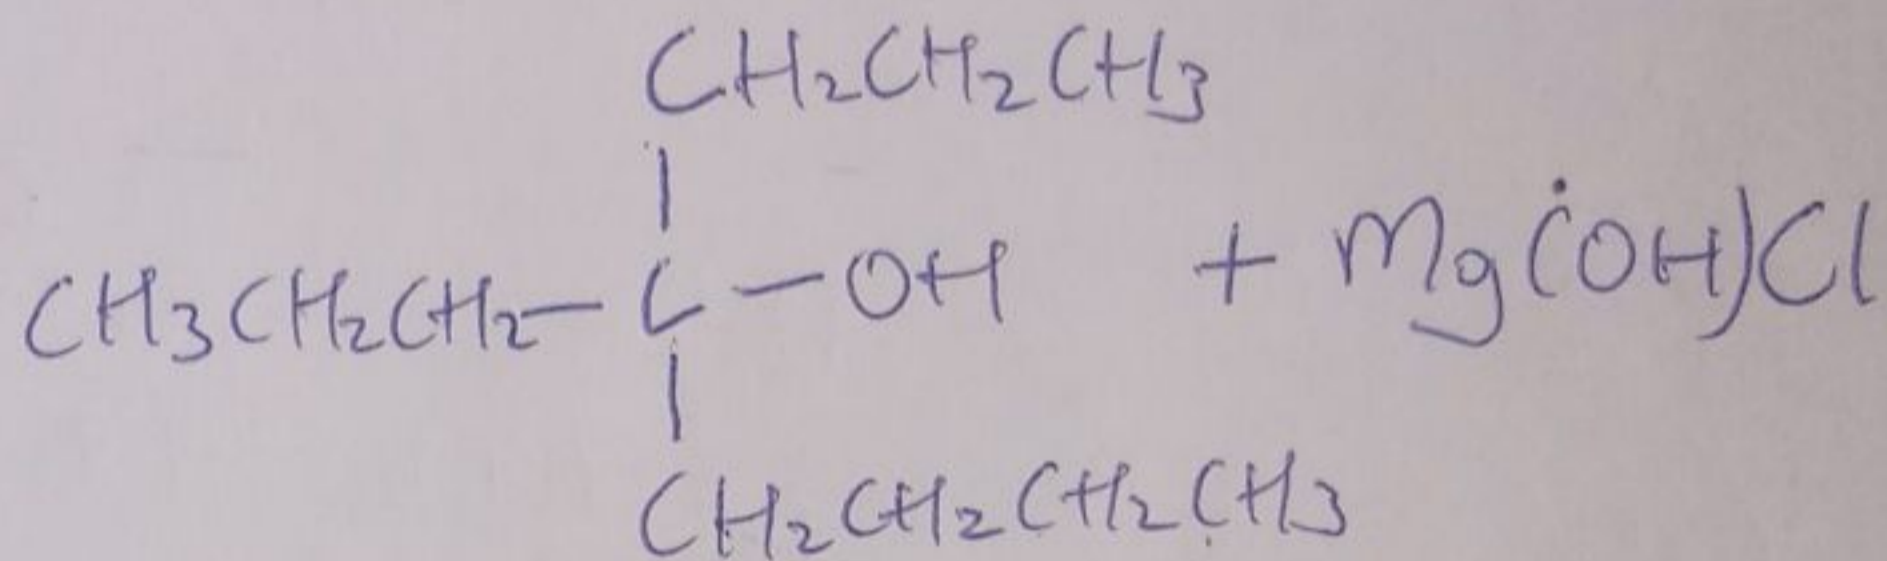 CH₂CH₂CH₃
|
CH₃CH₂CH₂—C—OH + Mg(OH)Cl
|
CH₂CH₂CH₂CH₃